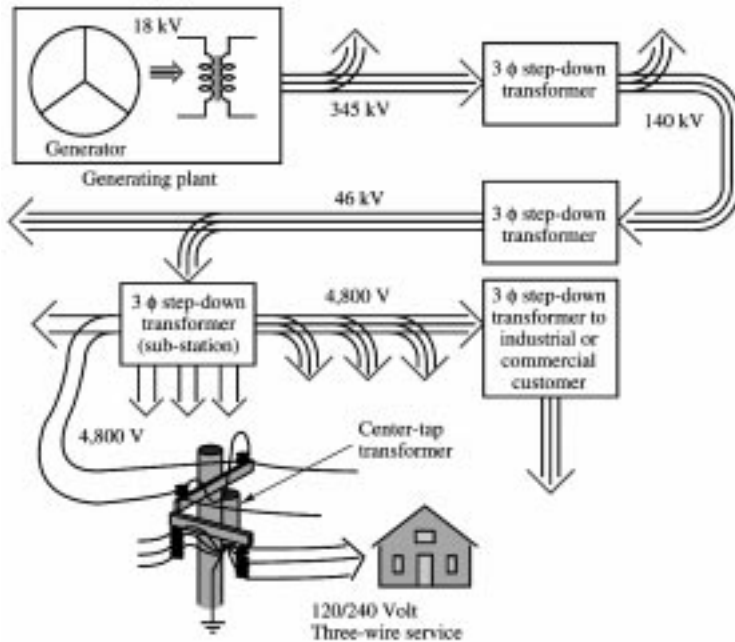 18 kV
Generator
Generating plant
345 kV
3 ϕ step-down
transformer
140 kV
46 kV
3 ϕ step-down
transformer
3 ϕ step-down
transformer
(sub-station)
4,800 V
3 ϕ step-down
transformer to
industrial or
commercial
customer
4,800 V
Center-tap
transformer
120/240 Volt
Three-wire service